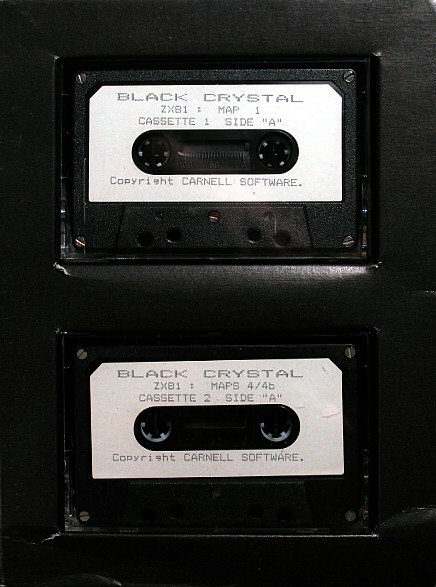 BLACK CRYSTAL
ZX81 : MAP 1
CASSETTE 1 SIDE "A"
Copyright CARNELL SOFTWARE.
BLACK CRYSTAL
ZX81 : MAPS 4/4b
CASSETTE 2 SIDE "A"
Copyright CARNELL SOFTWARE.